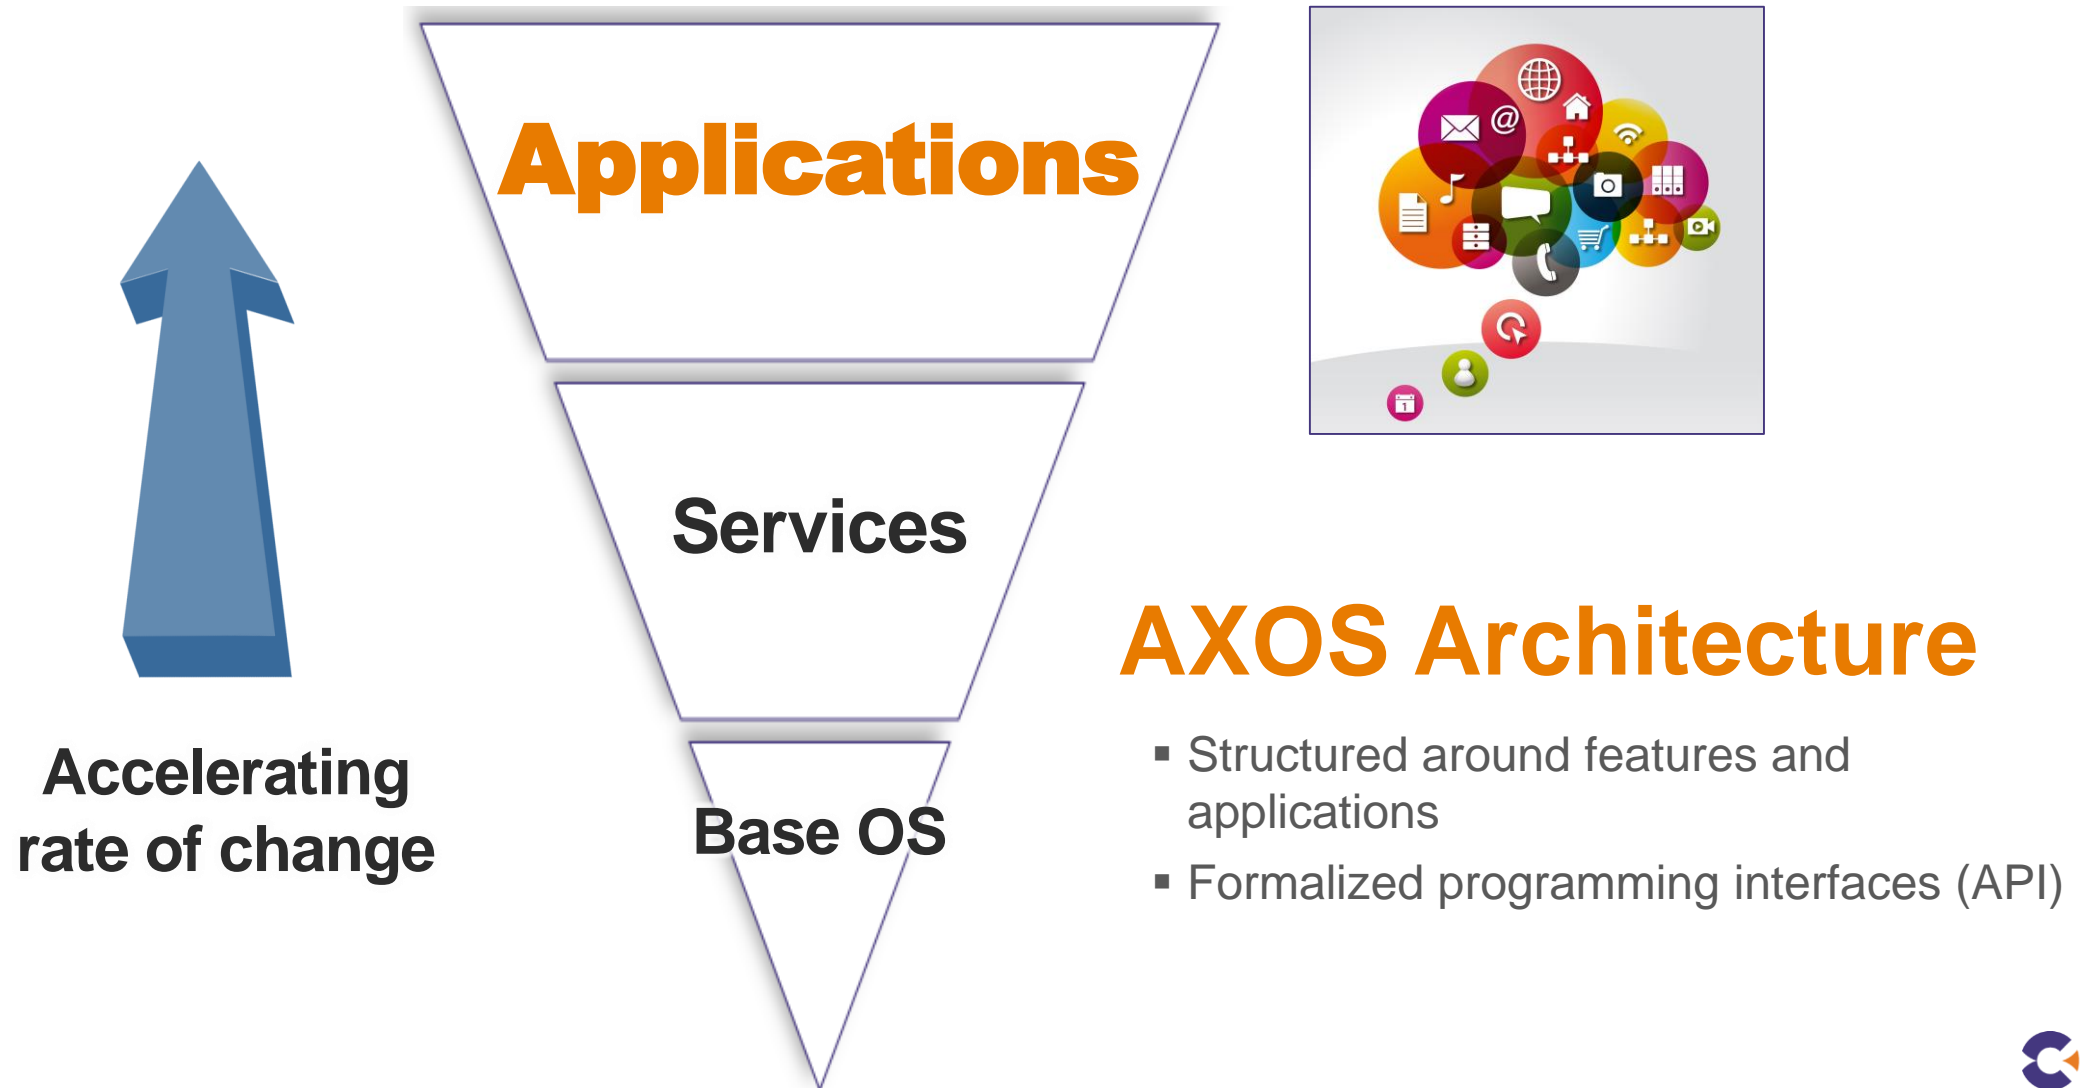 Applications
@
1
Services
Base OS
Accelerating
rate of change
AXOS Architecture
▪ Structured around features and
applications
▪ Formalized programming interfaces (API)